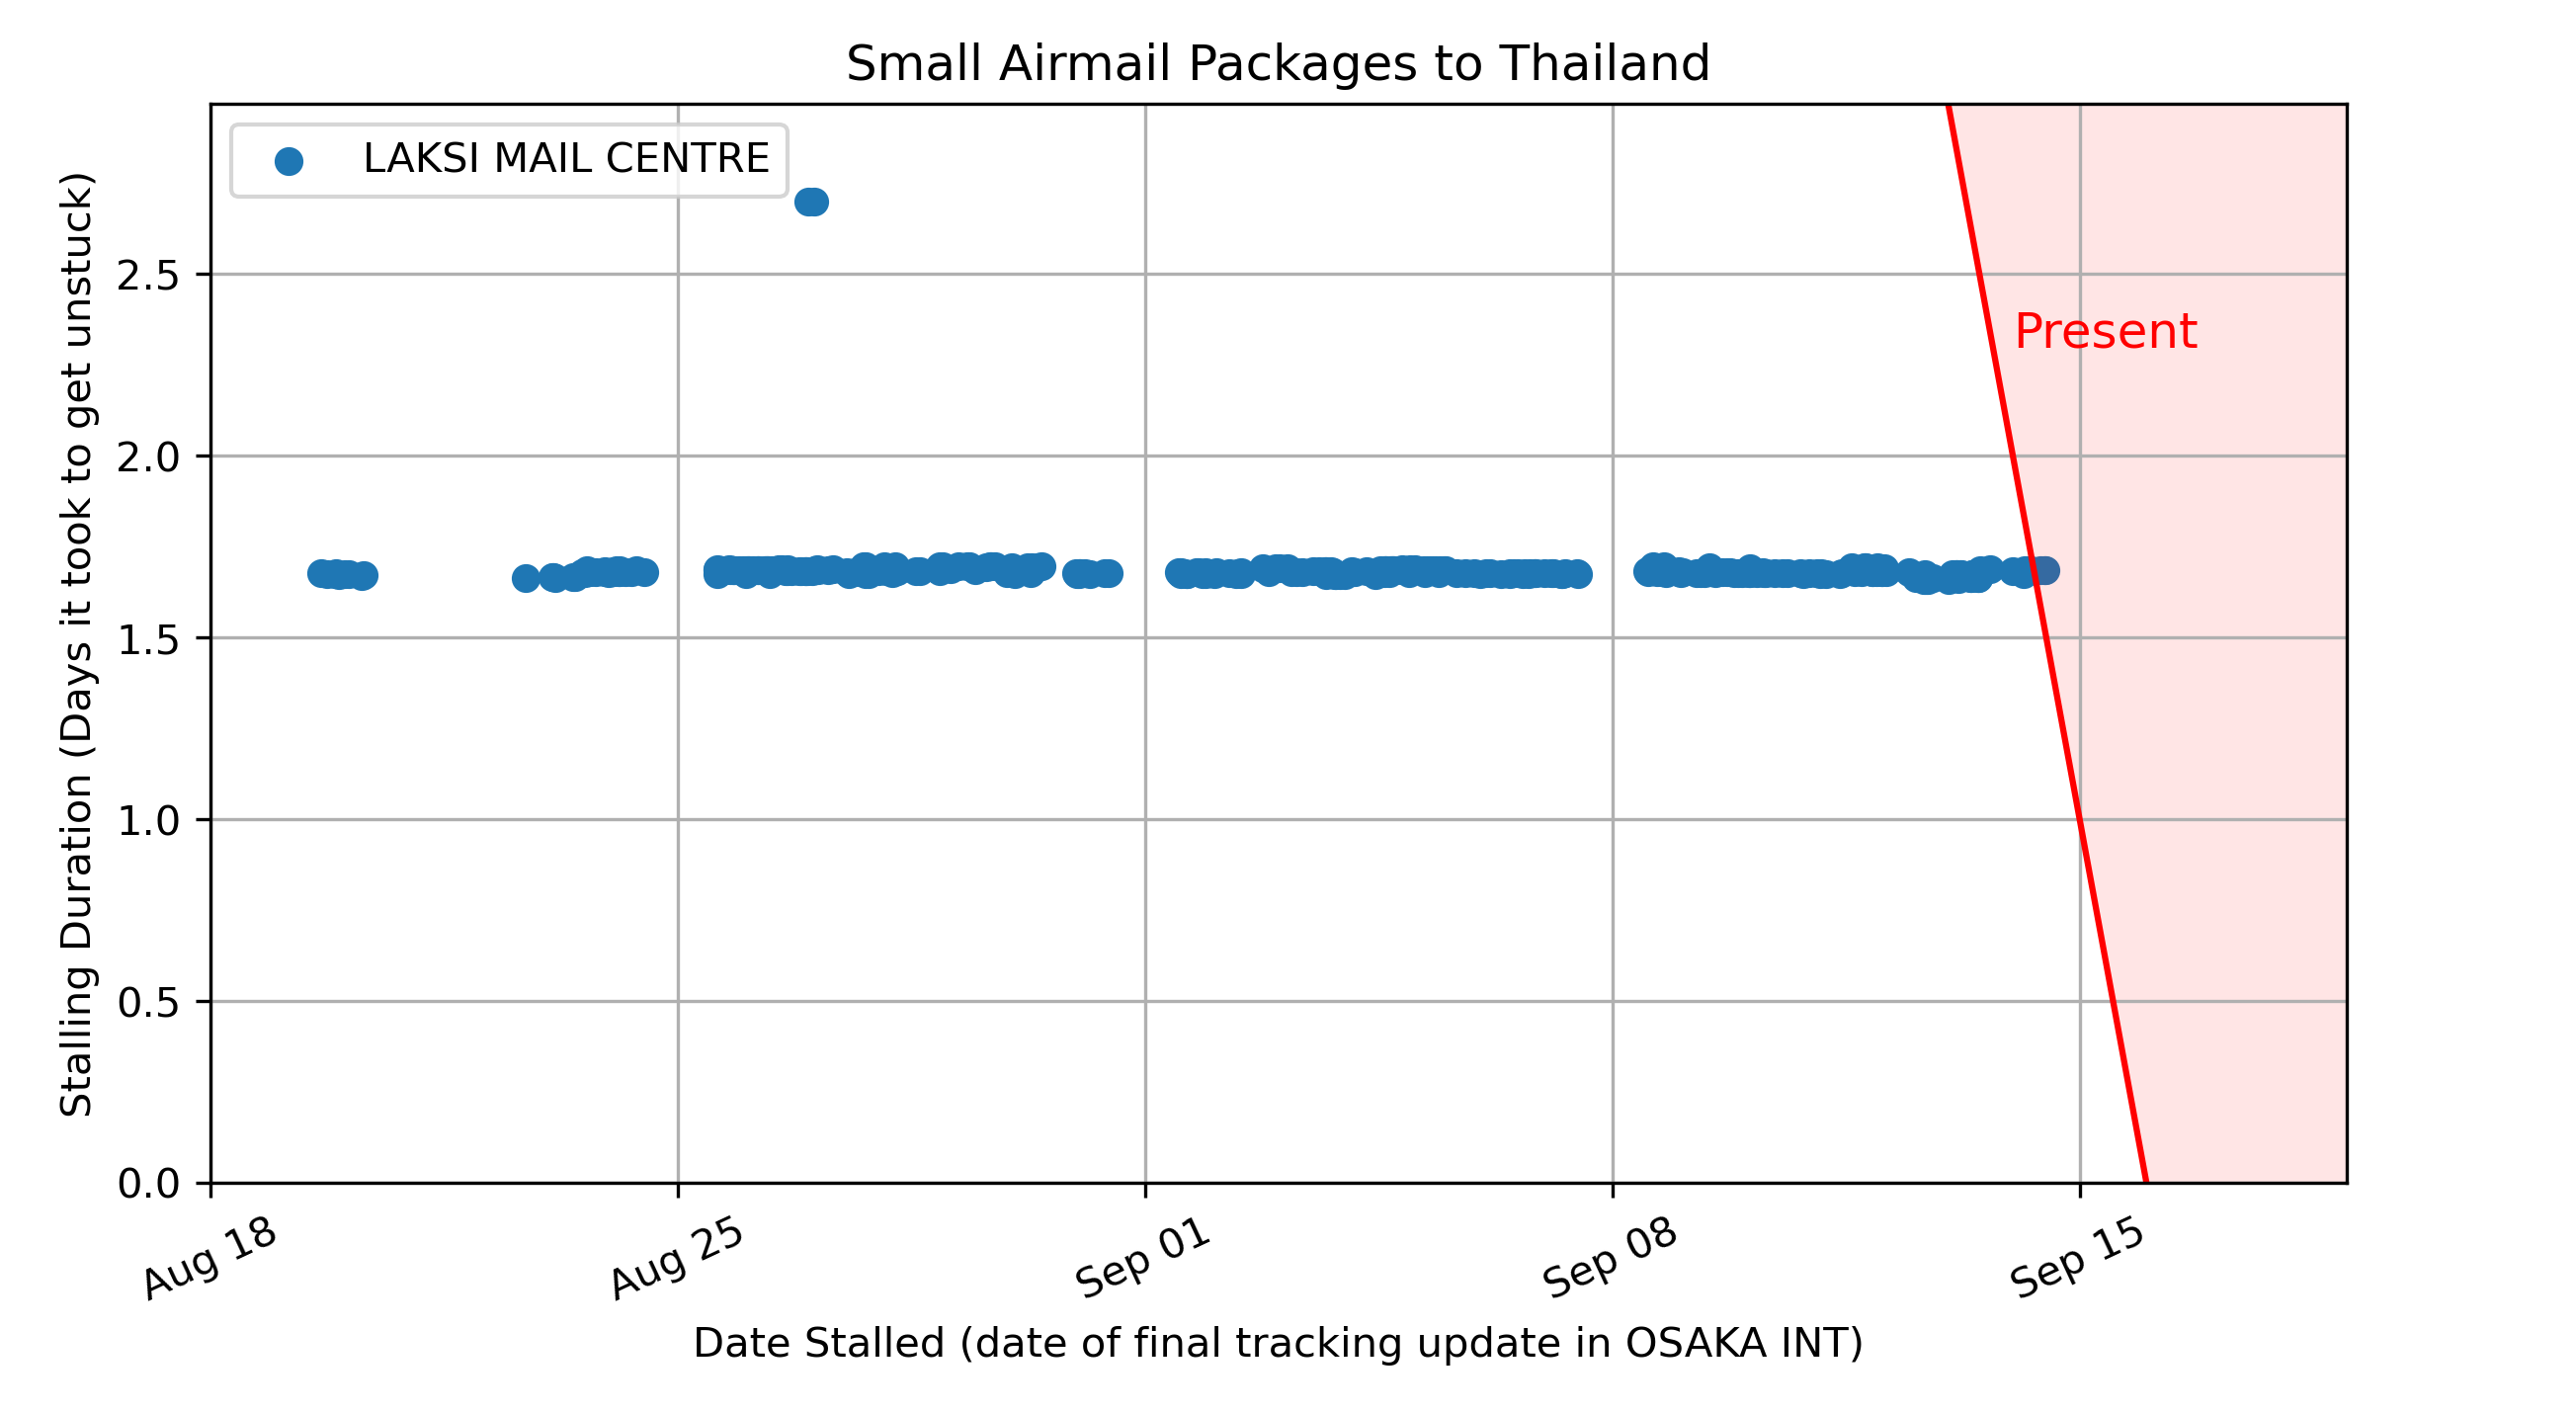 Small Airmail Packages to Thailand
LAKSI MAIL CENTRE
Present
Stalling Duration (Days it took to get unstuck)
2.5
2.0
1.5
1.0
0.5
0.0
Aug 18
Aug 25
Sep 01
Sep 08
Sep 15
Date Stalled (date of final tracking update in OSAKA INT)